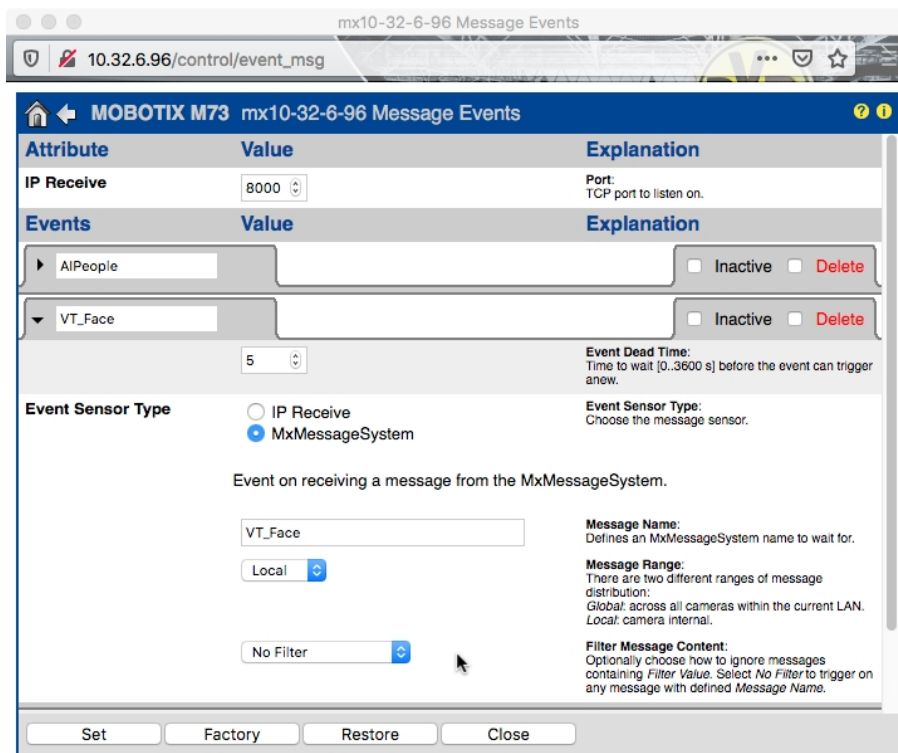 mx10-32-6-96 Message Events
10.32.6.96/control/event_msg
MOBOTIX M73 mx10-32-6-96 Message Events
Attribute Value Explanation
IP Receive 8000 Port:
TCP port to listen on.
Events Value Explanation
AIPeople Inactive Delete
VT_Face Inactive Delete
5 Event Dead Time:
Time to wait [0..3600 s] before the event can trigger
anew.
Event Sensor Type IP Receive Event Sensor Type:
MxMessageSystem Choose the message sensor.
Event on receiving a message from the MxMessageSystem.
VT_Face Message Name:
Defines an MxMessageSystem name to wait for.
Local Message Range:
There are two different ranges of message
distribution:
Global: across all cameras within the current LAN.
Local: camera internal.
No Filter Filter Message Content:
Optionally choose how to ignore messages
containing Filter Value. Select No Filter to trigger on
any message with defined Message Name.
Set Factory Restore Close